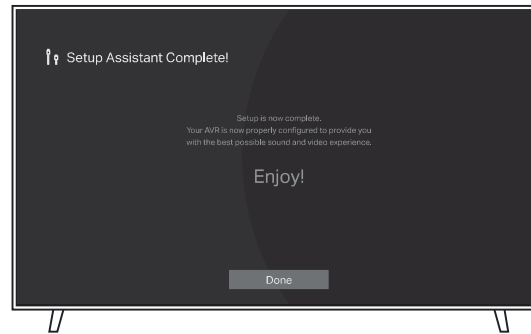 Setup Assistant Complete!
Setup is now complete.
Your AVR is now properly configured to provide you
with the best possible sound and video experience.
Enjoy!
Done